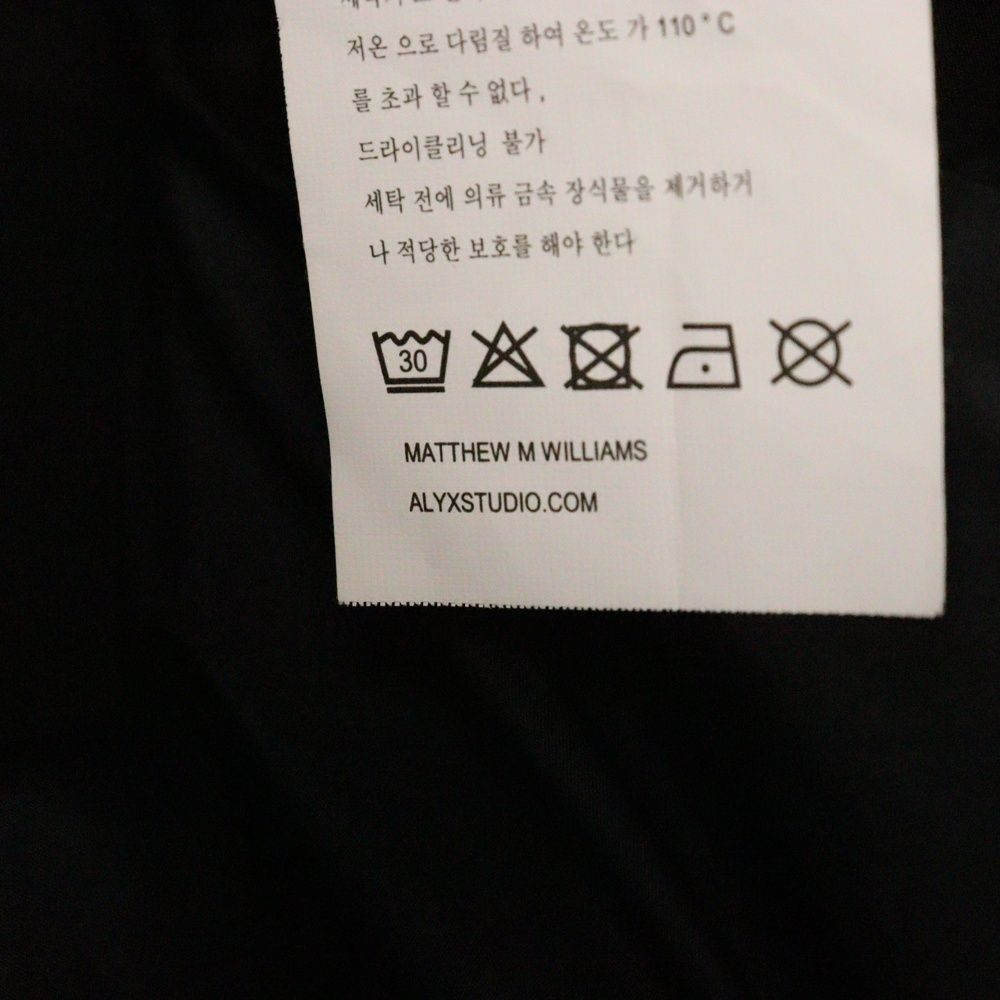 저온 으로 다림질 하여 온도 가 110 ° C
를 초과 할 수 없다 ,
드라이클리닝 불가
세탁 전에 의류 금속 장식물을 제거하거
나 적당한 보호를 해야 한다
30
MATTHEW M WILLIAMS
ALYXSTUDIO.COM